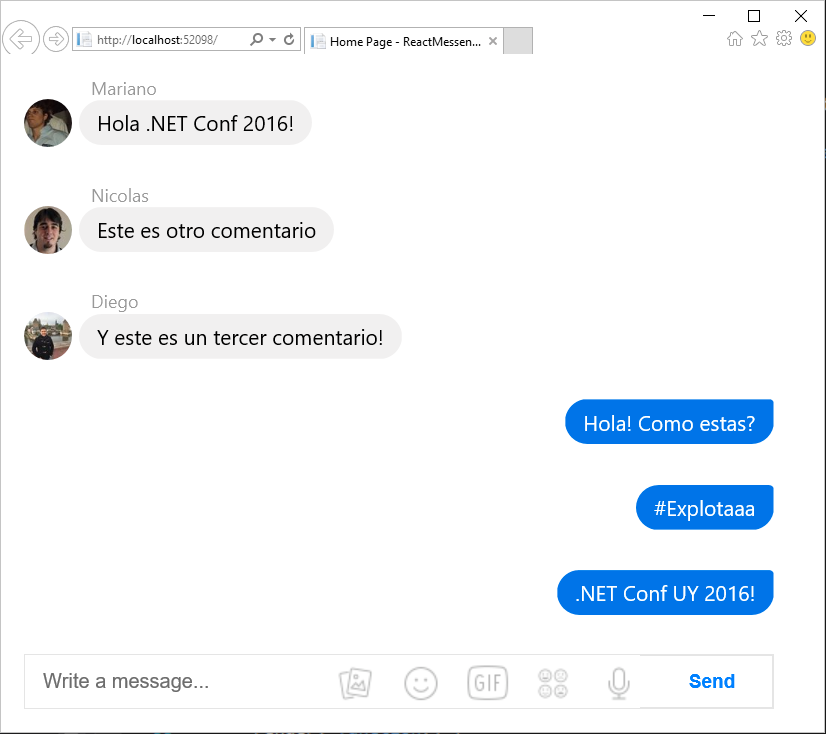 http://localhost:52098/
Home Page - ReactMessen...
Mariano
Hola .NET Conf 2016!
Nicolas
Este es otro comentario
Diego
Y este es un tercer comentario!
Hola! Como estas?
#Explotaaa
.NET Conf UY 2016!
Write a message...
GIF
Send